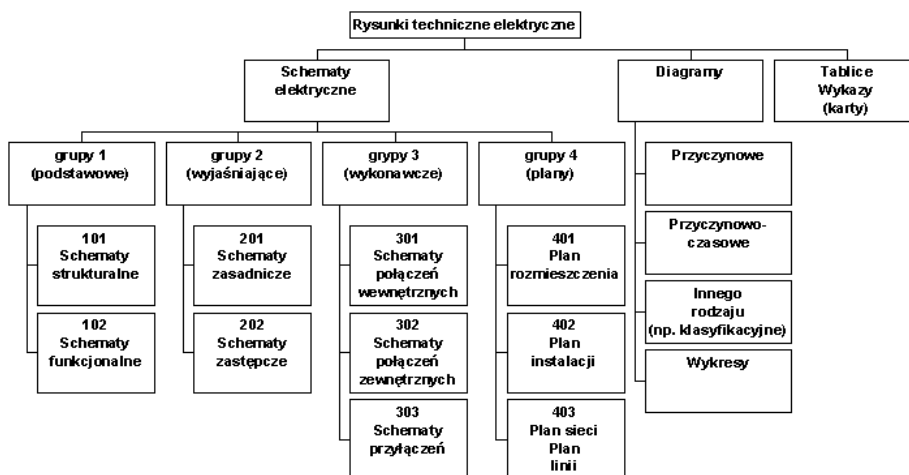 Rysunki techniczne elektryczne
Schematy
elektryczne
Diagramy
Tablice
Wykazy
(karty)
grupy 1
(podstawowe)
grupy 2
(wyjaśniające)
grypy 3
(wykonawcze)
grupy 4
(plany)
Przyczynowe
Przyczynowo-
czasowe
Innego
rodzaju
(np. klasyfikacyjne)
Wykresy
101
Schematy
strukturalne
102
Schematy
funkcjonalne
201
Schematy
zasadnicze
202
Schematy
zastępcze
301
Schematy
połączeń
wewnętrznych
302
Schematy
połączeń
zewnętrznych
303
Schematy
przyłączeń
401
Plan
rozmieszczenia
402
Plan
instalacji
403
Plan sieci
Plan
linii